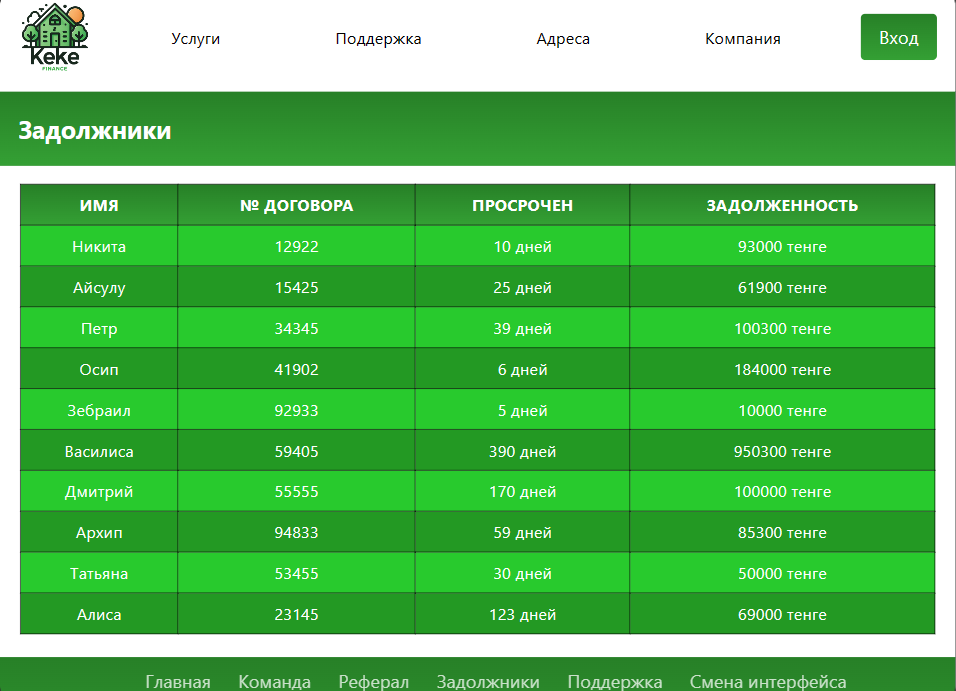 Keke
FINANCE
Услуги Поддержка Адреса Компания Вход
Задолжники
ИМЯ № ДОГОВОРА ПРОСРОЧЕН ЗАДОЛЖЕННОСТЬ
Никита 12922 10 дней 93000 тенге
Айсулу 15425 25 дней 61900 тенге
Петр 34345 39 дней 100300 тенге
Осип 41902 6 дней 184000 тенге
Зебраил 92933 5 дней 10000 тенге
Василиса 59405 390 дней 950300 тенге
Дмитрий 55555 170 дней 100000 тенге
Архип 94833 59 дней 85300 тенге
Татьяна 53455 30 дней 50000 тенге
Алиса 23145 123 дней 69000 тенге
Главная Команда Реферал Задолжники Поддержка Смена интерфейса